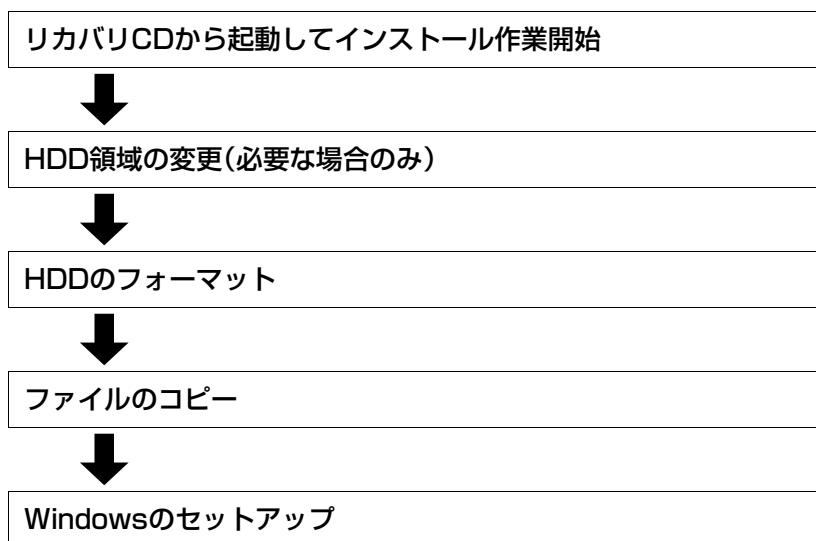 リカバリCDから起動してインストール作業開始
HDD領域の変更(必要な場合のみ)
HDDのフォーマット
ファイルのコピー
Windowsのセットアップ